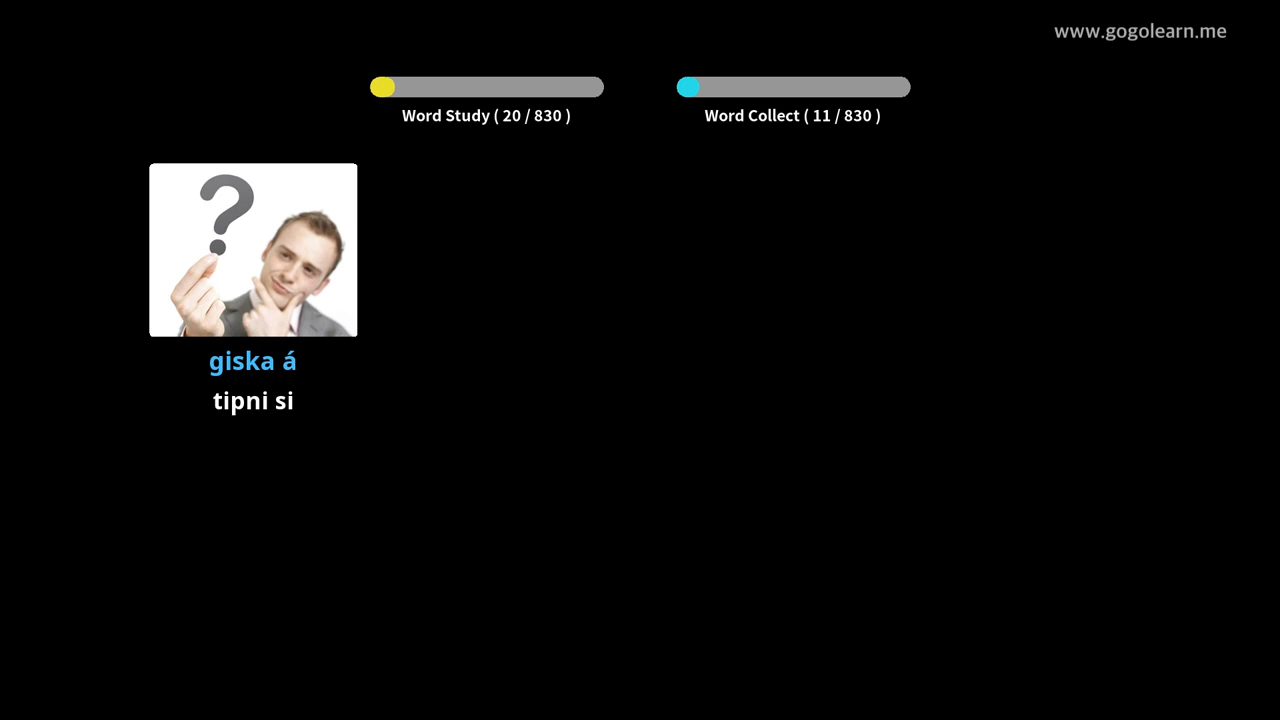 www.gogolearn.me
Word Study ( 20 / 830 )
Word Collect ( 11 / 830 )
?
giska á
tipni si